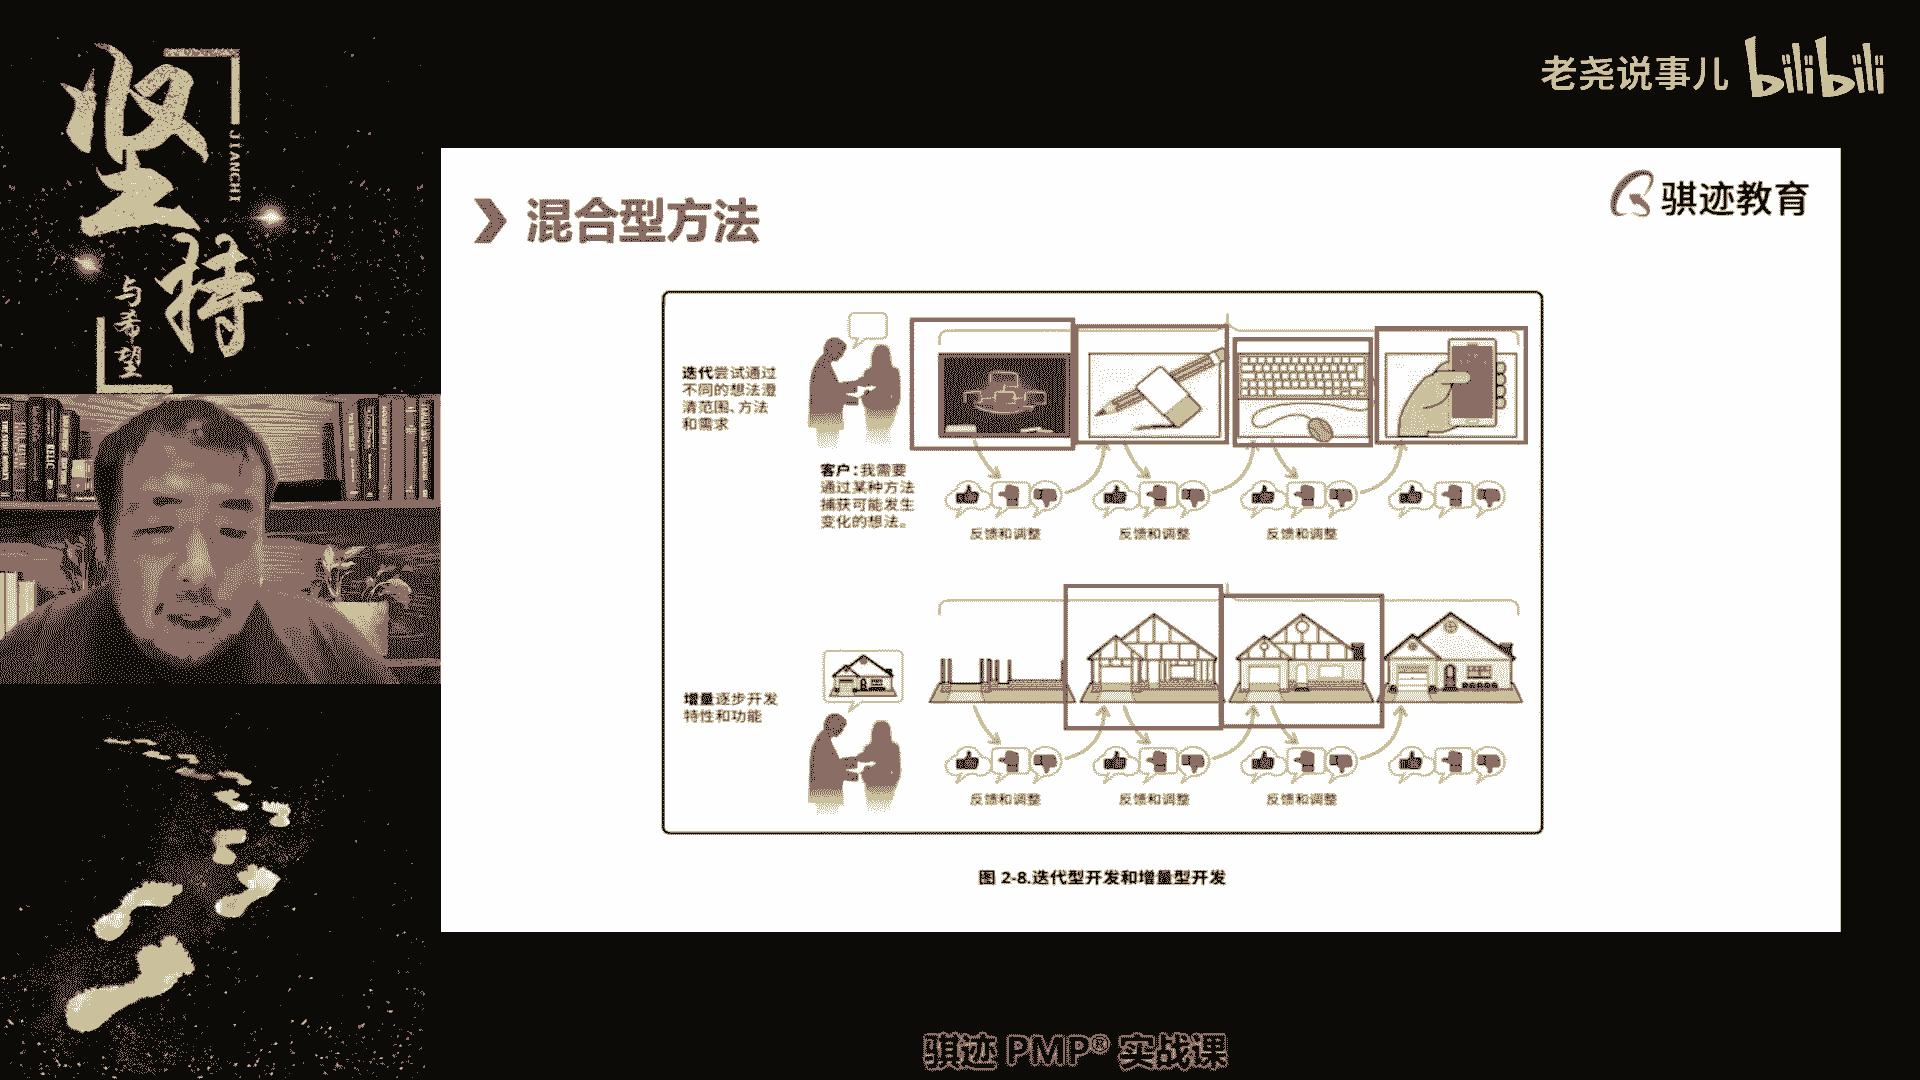 坚
持
JIANCHI
与希望
老尧说事儿 bilibili
骐迹教育
混合型方法
迭代尝试通过
不同的想法澄
清范围、方法
和需求
客户：我需要
通过某种方法
捕获可能发生
变化的想法。
反馈和调整
反馈和调整
反馈和调整
增量逐步开发
特性和功能
反馈和调整
反馈和调整
反馈和调整
图 2-8.迭代型开发和增量型开发
骐迹 PMP® 实战课